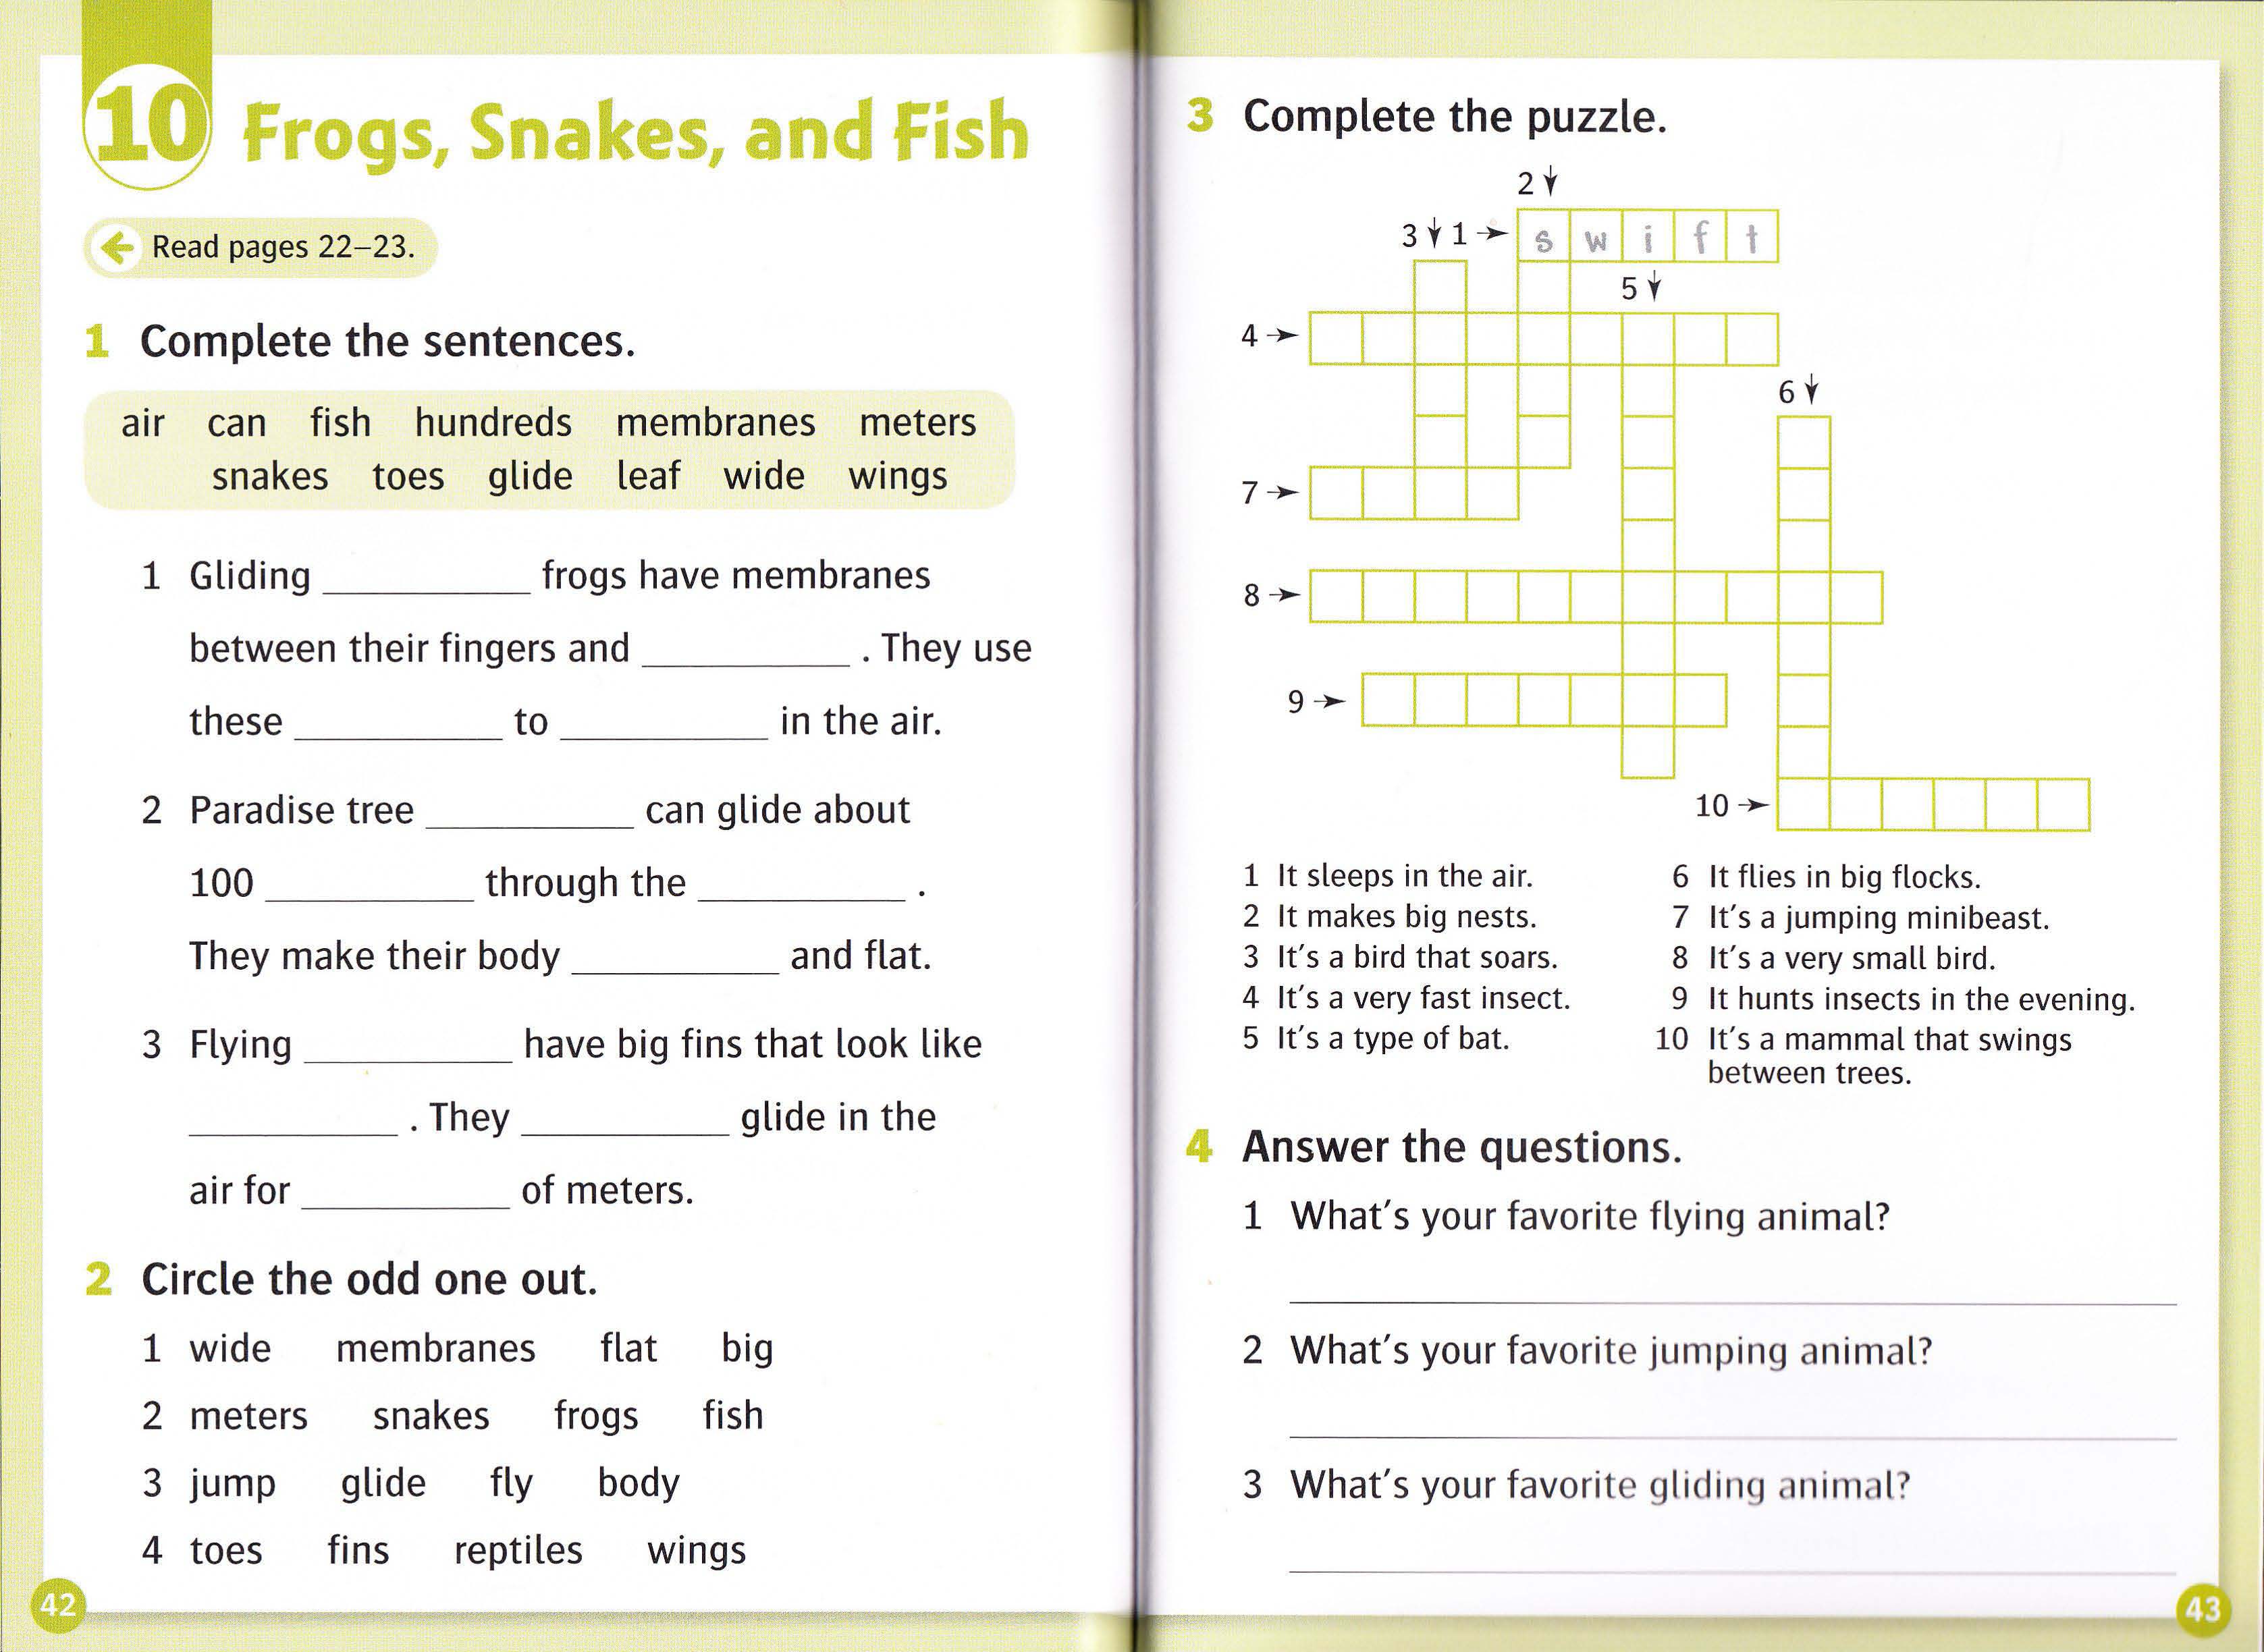 10 Frogs, Snakes, and Fish
Read pages 22–23.
1 Complete the sentences.
air can fish hundreds membranes meters
snakes toes glide leaf wide wings
1 Gliding __________ frogs have membranes
between their fingers and __________ . They use
these __________ to __________ in the air.
2 Paradise tree __________ can glide about
100 __________ through the __________ .
They make their body __________ and flat.
3 Flying __________ have big fins that look like
__________ . They __________ glide in the
air for __________ of meters.
2 Circle the odd one out.
1 wide membranes flat big
2 meters snakes frogs fish
3 jump glide fly body
4 toes fins reptiles wings
42
3 Complete the puzzle.
2
3 1 s w i f t
5
4
6
7
8
9
10
1 It sleeps in the air.
2 It makes big nests.
3 It's a bird that soars.
4 It's a very fast insect.
5 It's a type of bat.
6 It flies in big flocks.
7 It's a jumping minibeast.
8 It's a very small bird.
9 It hunts insects in the evening.
10 It's a mammal that swings
between trees.
4 Answer the questions.
1 What's your favorite flying animal?
2 What's your favorite jumping animal?
3 What's your favorite gliding animal?
43